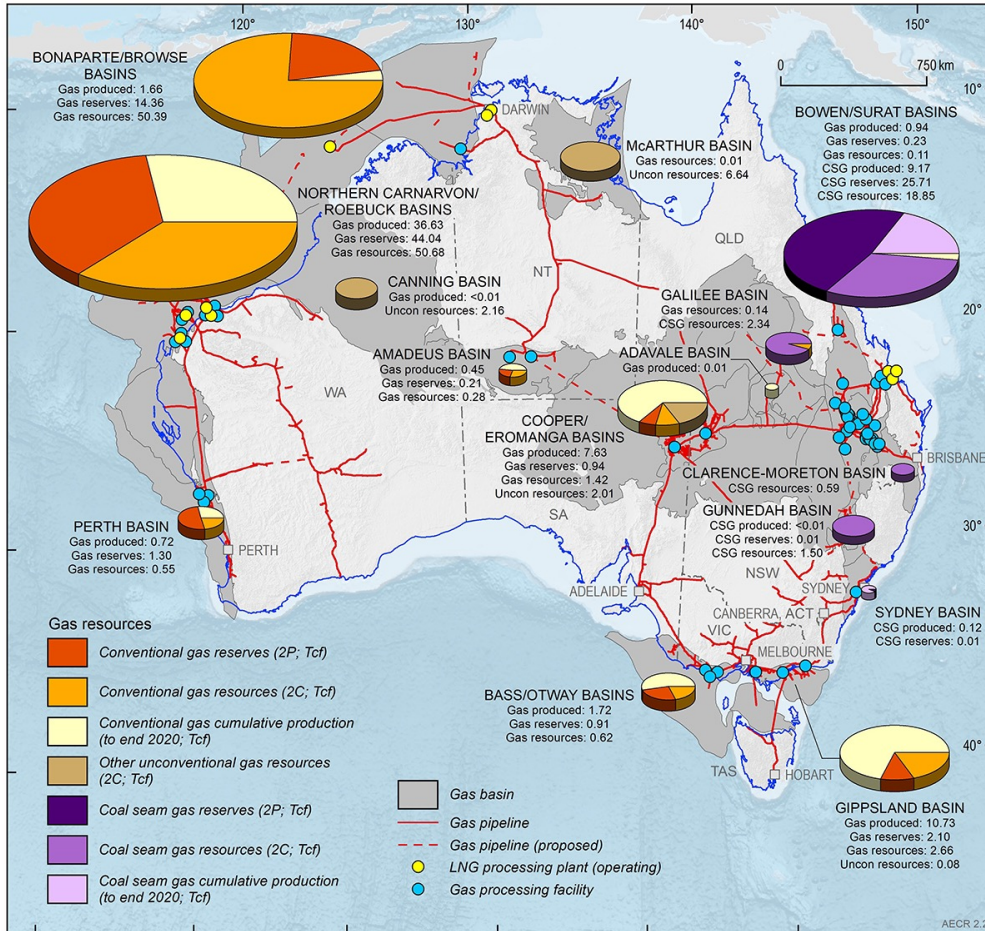 120°
130°
140°
150°
BONAPARTE/BROWSE
BASINS
Gas produced: 1.66
Gas reserves: 14.36
Gas resources: 50.39
DARWIN
0
750 km
10°
BOWEN/SURAT BASINS
Gas produced: 0.94
Gas reserves: 0.23
Gas resources: 0.11
CSG produced: 9.17
CSG reserves: 25.71
CSG resources: 18.85
McARTHUR BASIN
Gas resources: 0.01
Uncon resources: 6.64
NORTHERN CARNARVON/
ROEBUCK BASINS
Gas produced: 36.63
Gas reserves: 44.04
Gas resources: 50.68
QLD
NT
CANNING BASIN
Gas produced: <0.01
Uncon resources: 2.16
GALILEE BASIN
Gas resources: 0.14
CSG resources: 2.34
20°
AMADEUS BASIN
Gas produced: 0.45
Gas reserves: 0.21
Gas resources: 0.28
ADAVALE BASIN
Gas produced: 0.01
WA
COOPER/
EROMANGA BASINS
Gas produced: 7.63
Gas reserves: 0.94
Gas resources: 1.42
Uncon resources: 2.01
BRISBANE
CLARENCE-MORETON BASIN
CSG resources: 0.59
GUNNEDAH BASIN
CSG produced: <0.01
CSG reserves: 0.01
CSG resources: 1.50
SA
30°
PERTH BASIN
Gas produced: 0.72
Gas reserves: 1.30
Gas resources: 0.55
PERTH
NSW
ADELAIDE
SYDNEY
CANBERRA, ACT
SYDNEY BASIN
CSG produced: 0.12
CSG reserves: 0.01
VIC
MELBOURNE
BASS/OTWAY BASINS
Gas produced: 1.72
Gas reserves: 0.91
Gas resources: 0.62
40°
TAS
HOBART
GIPPSLAND BASIN
Gas produced: 10.73
Gas reserves: 2.10
Gas resources: 2.66
Uncon resources: 0.08
Gas resources
Conventional gas reserves (2P; Tcf)
Conventional gas resources (2C; Tcf)
Conventional gas cumulative production
(to end 2020; Tcf)
Other unconventional gas resources
(2C; Tcf)
Coal seam gas reserves (2P; Tcf)
Coal seam gas resources (2C; Tcf)
Coal seam gas cumulative production
(to end 2020; Tcf)
Gas basin
Gas pipeline
Gas pipeline (proposed)
LNG processing plant (operating)
Gas processing facility